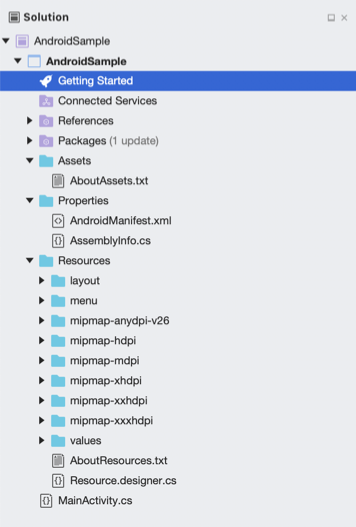 Solution
AndroidSample
AndroidSample
Getting Started
Connected Services
References
Packages (1 update)
Assets
AboutAssets.txt
Properties
AndroidManifest.xml
AssemblyInfo.cs
Resources
layout
menu
mipmap-anydpi-v26
mipmap-hdpi
mipmap-mdpi
mipmap-xhdpi
mipmap-xxhdpi
mipmap-xxxhdpi
values
AboutResources.txt
Resource.designer.cs
MainActivity.cs